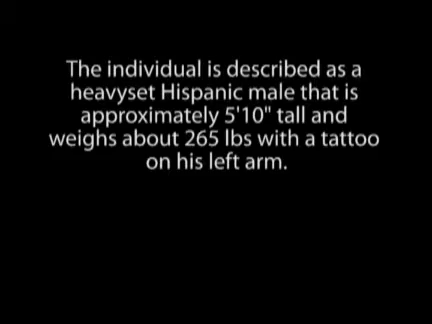 The individual is described as a
heavyset Hispanic male that is
approximately 5'10" tall and
weighs about 265 lbs with a tattoo
on his left arm.